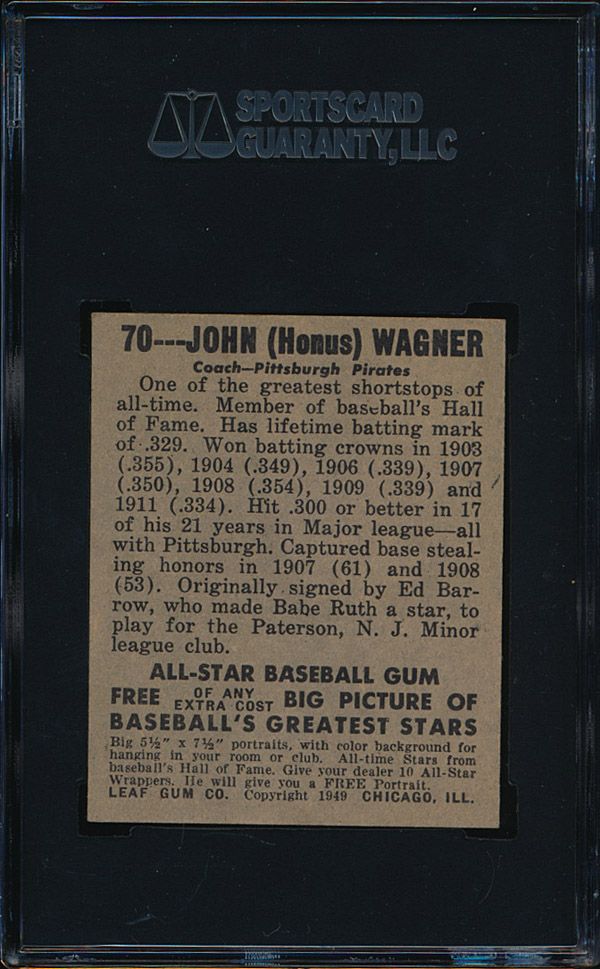 SPORTSCARD
GUARANTY, LLC
70---JOHN (Honus) WAGNER
Coach—Pittsburgh Pirates
One of the greatest shortstops of
all-time. Member of baseball's Hall
of Fame. Has lifetime batting mark
of .329. Won batting crowns in 1903
(.355), 1904 (.349), 1906 (.339), 1907
(.350), 1908 (.354), 1909 (.339) and
1911 (.334). Hit .300 or better in 17
of his 21 years in Major league—all
with Pittsburgh. Captured base steal-
ing honors in 1907 (61) and 1908
(53). Originally signed by Ed Bar-
row, who made Babe Ruth a star, to
play for the Paterson, N. J. Minor
league club.
ALL-STAR BASEBALL GUM
FREE OF ANY EXTRA COST BIG PICTURE OF
BASEBALL'S GREATEST STARS
Big 5½" x 7½" portraits, with color background for
hanging in your room or club. All-time Stars from
baseball's Hall of Fame. Give your dealer 10 All-Star
Wrappers. He will give you a FREE Portrait.
LEAF GUM CO. Copyright 1949 CHICAGO, ILL.